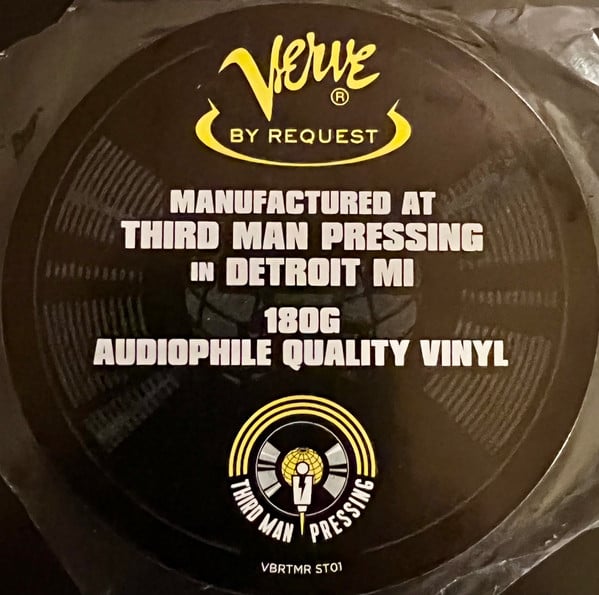 Verve®
BY REQUEST
MANUFACTURED AT
THIRD MAN PRESSING
IN DETROIT MI
180G
AUDIOPHILE QUALITY VINYL
THIRD MAN PRESSING
VBRTMR ST01